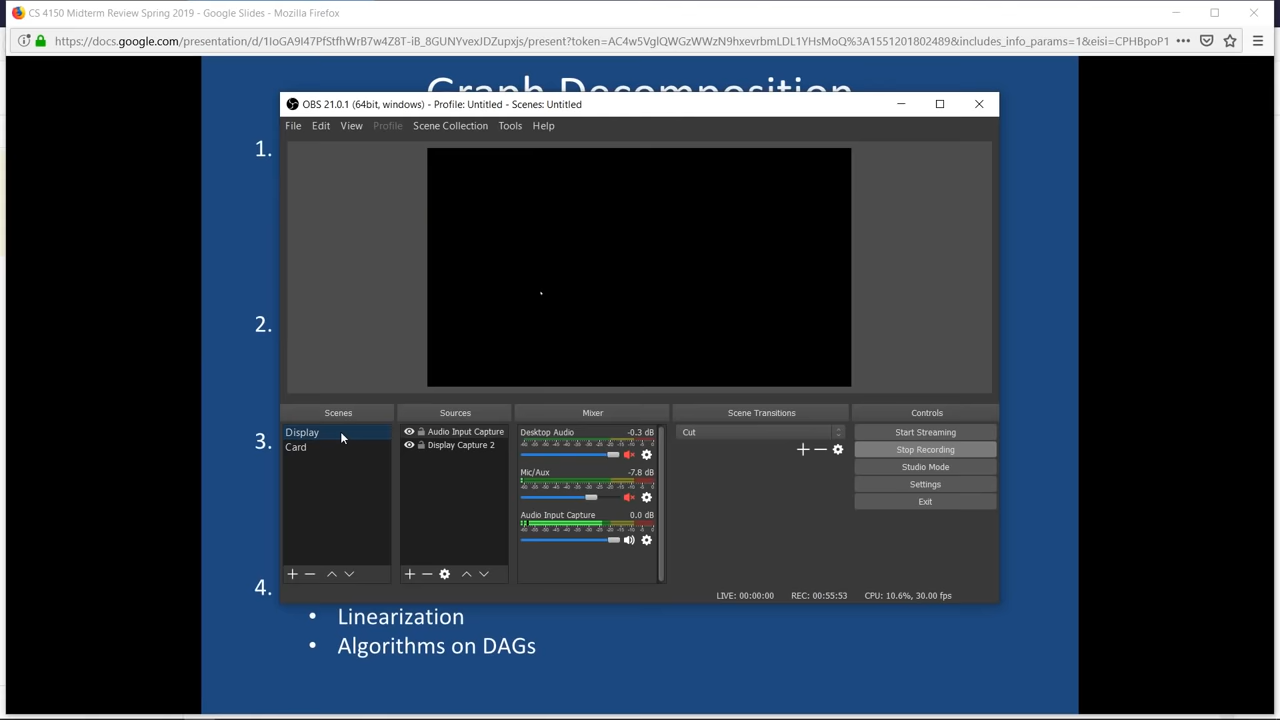 CS 4150 Midterm Review Spring 2019 - Google Slides - Mozilla Firefox
https://docs.google.com/presentation/d/1IoGA9I47PfStfhWrB7w4Z8T-iB_8GUNYvexJDZupxjs/present?token=AC4w5VglQWGzWWzN9hxevrbmLDL1YHsMoQ%3A1551201802489&includes_info_params=1&eisi=CPHBpoP1
Graph Decomposition
OBS 21.0.1 (64bit, windows) - Profile: Untitled - Scenes: Untitled
File Edit View Profile Scene Collection Tools Help
1.
2.
3.
4.
Scenes Sources Mixer Scene Transitions Controls
Display
Card
Audio Input Capture
Display Capture 2
Desktop Audio -0.3 dB
Mic/Aux -7.8 dB
Audio Input Capture 0.0 dB
Cut
Start Streaming
Stop Recording
Studio Mode
Settings
Exit
LIVE: 00:00:00 REC: 00:55:53 CPU: 10.6%, 30.00 fps
• Linearization
• Algorithms on DAGs